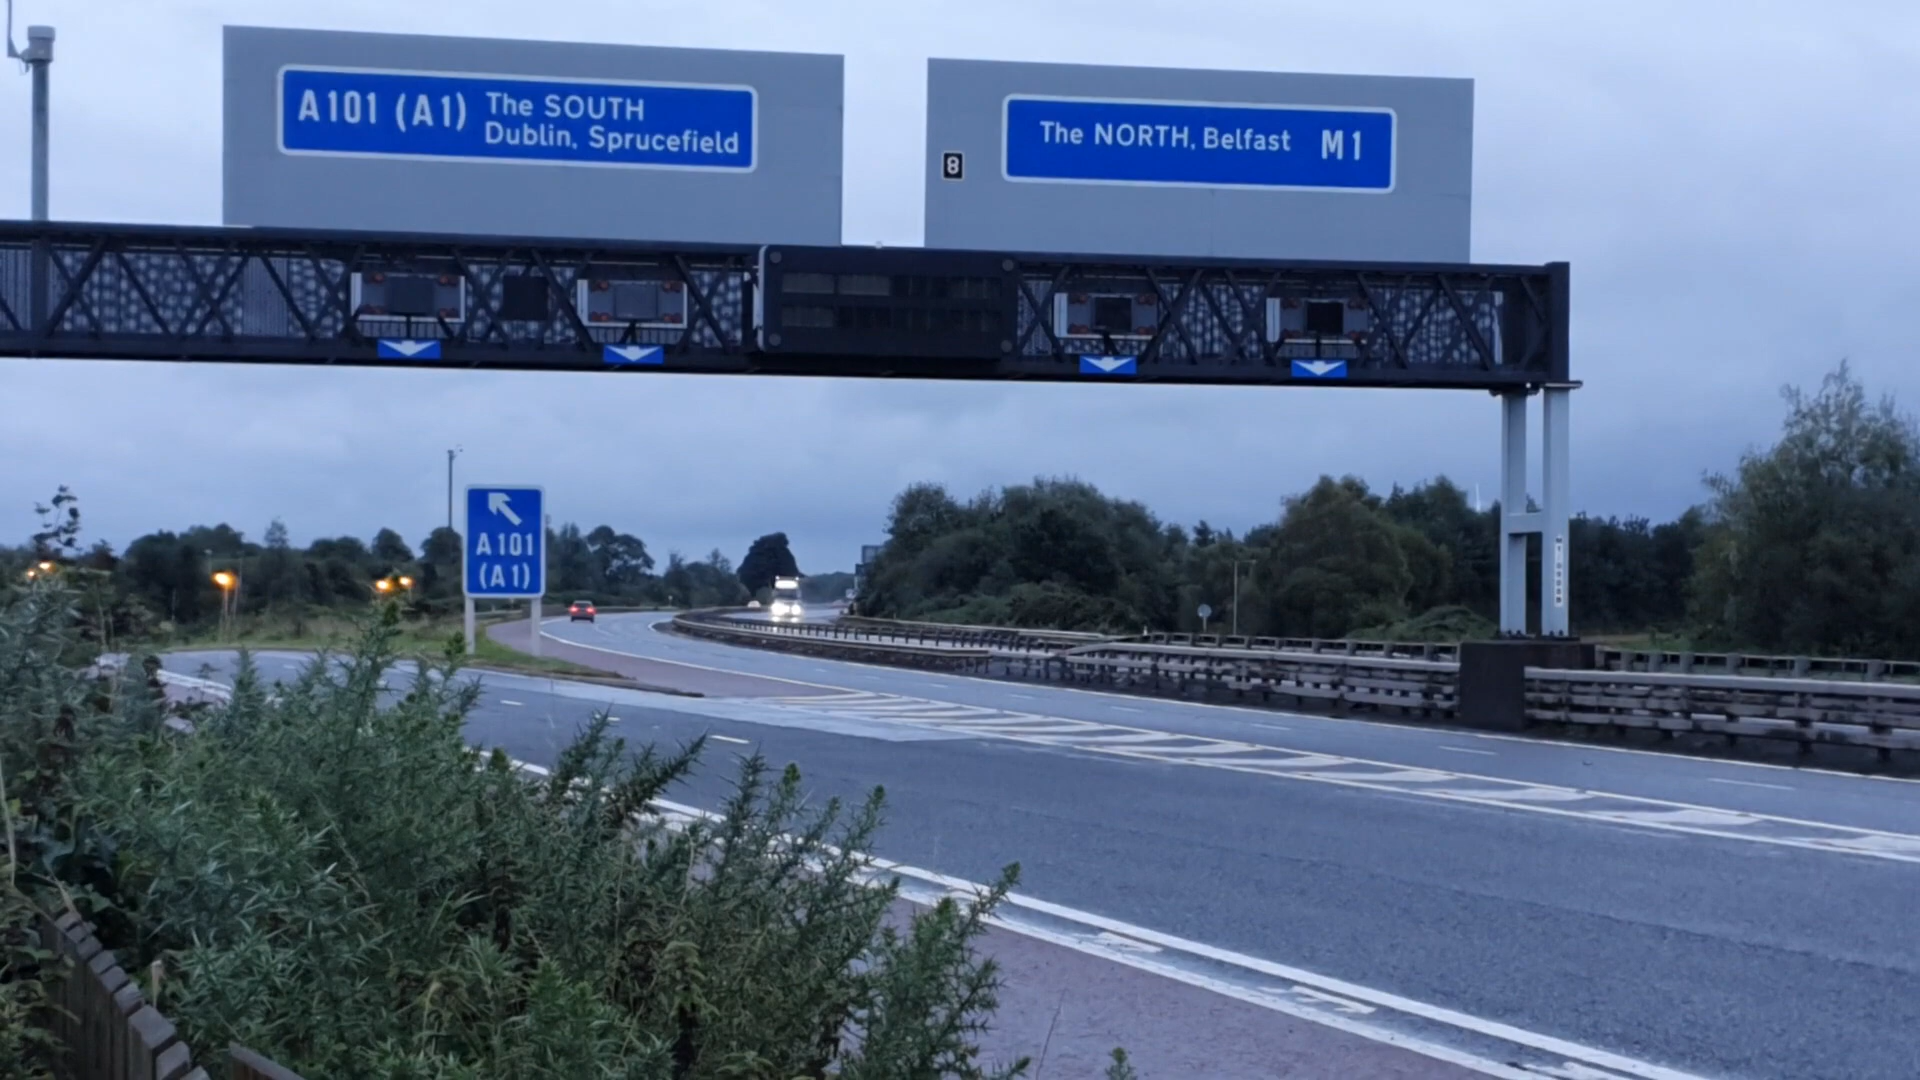 A101 (A1)
The SOUTH
Dublin, Sprucefield
8
The NORTH, Belfast M1
A101
(A1)